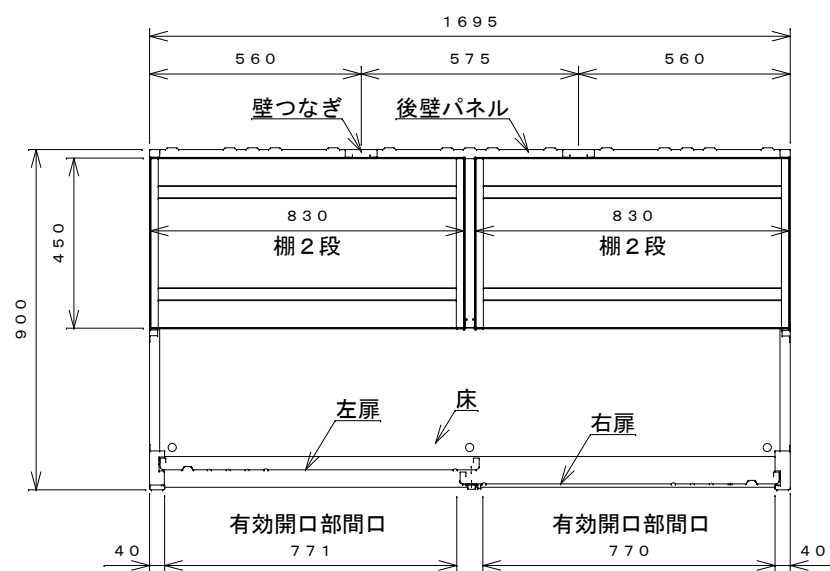 1695
560 575 560
壁つなぎ 後壁パネル
450
830 830
棚２段 棚２段
900
左扉 床 右扉
有効開口部間口 有効開口部間口
40 771 770 40